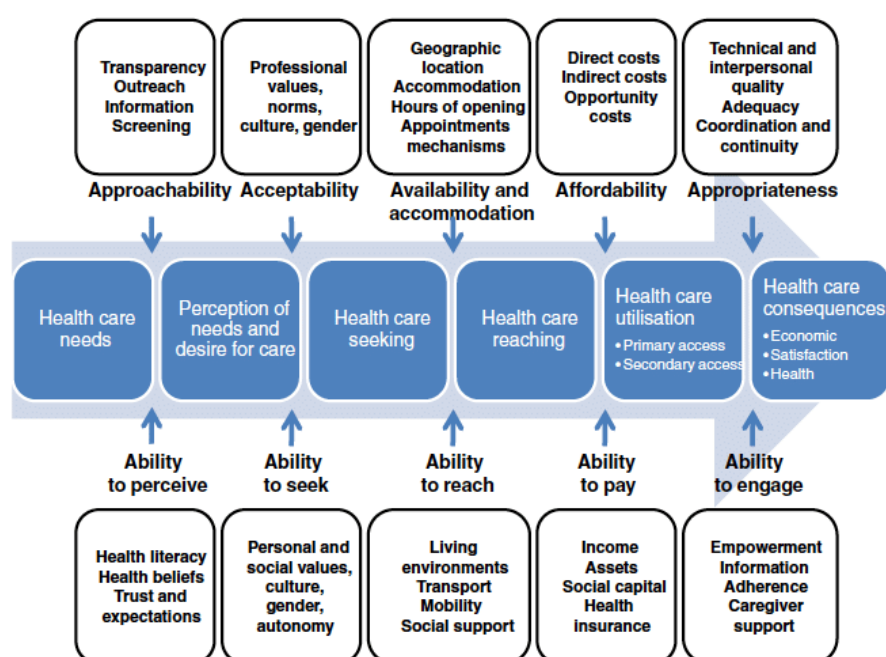 Transparency
Outreach
Information
Screening
Professional
values,
norms,
culture, gender
Geographic
location
Accommodation
Hours of opening
Appointments
mechanisms
Direct costs
Indirect costs
Opportunity
costs
Technical and
interpersonal
quality
Adequacy
Coordination and
continuity
Approachability
Acceptability
Availability and
accommodation
Affordability
Appropriateness
Health care
needs
Perception of
needs and
desire for care
Health care
seeking
Health care
reaching
Health care
utilisation
•Primary access
•Secondary access
Health care
consequences
•Economic
•Satisfaction
•Health
Ability
to perceive
Ability
to seek
Ability
to reach
Ability
to pay
Ability
to engage
Health literacy
Health beliefs
Trust and
expectations
Personal and
social values,
culture,
gender,
autonomy
Living
environments
Transport
Mobility
Social support
Income
Assets
Social capital
Health
insurance
Empowerment
Information
Adherence
Caregiver
support